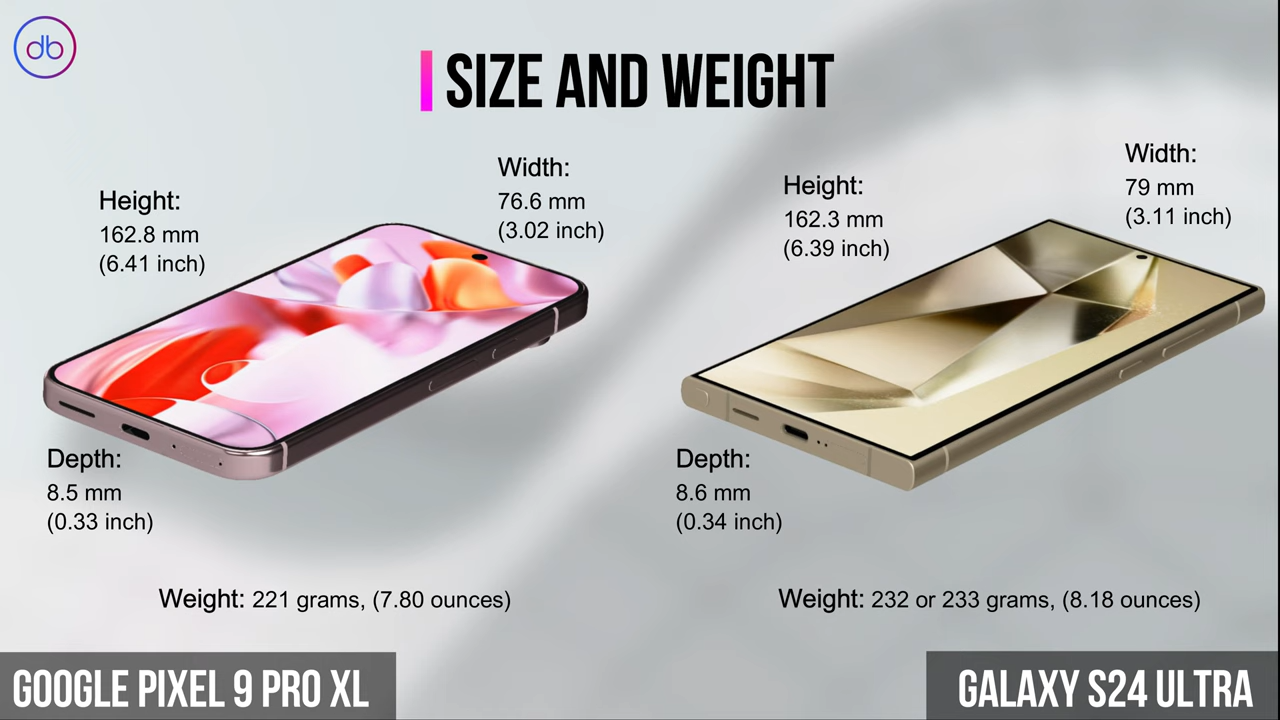 db
SIZE AND WEIGHT
Height:
162.8 mm
(6.41 inch)
Width:
76.6 mm
(3.02 inch)
Depth:
8.5 mm
(0.33 inch)
Weight: 221 grams, (7.80 ounces)
GOOGLE PIXEL 9 PRO XL
Height:
162.3 mm
(6.39 inch)
Width:
79 mm
(3.11 inch)
Depth:
8.6 mm
(0.34 inch)
Weight: 232 or 233 grams, (8.18 ounces)
GALAXY S24 ULTRA